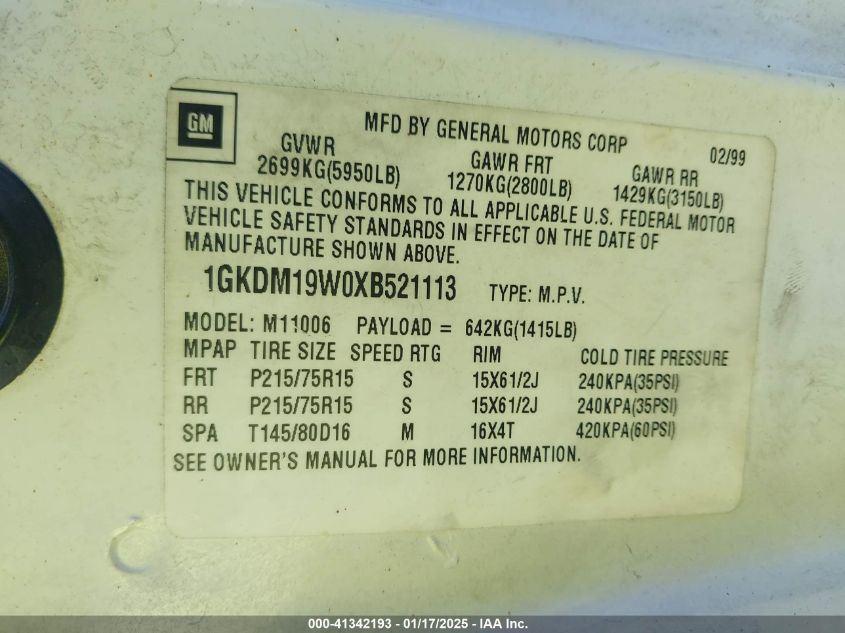 GM
MFD BY GENERAL MOTORS CORP 02/99
GVWR GAWR FRT GAWR RR
2699KG(5950LB) 1270KG(2800LB) 1429KG(3150LB)
THIS VEHICLE CONFORMS TO ALL APPLICABLE U.S. FEDERAL MOTOR
VEHICLE SAFETY STANDARDS IN EFFECT ON THE DATE OF
MANUFACTURE SHOWN ABOVE.
1GKDM19W0XB521113 TYPE: M.P.V.
MODEL: M11006 PAYLOAD = 642KG(1415LB)
MPAP TIRE SIZE SPEED RTG RIM COLD TIRE PRESSURE
FRT P215/75R15 S 15X61/2J 240KPA(35PSI)
RR P215/75R15 S 15X61/2J 240KPA(35PSI)
SPA T145/80D16 M 16X4T 420KPA(60PSI)
SEE OWNER'S MANUAL FOR MORE INFORMATION.
000-41342193 - 01/17/2025 - IAA Inc.